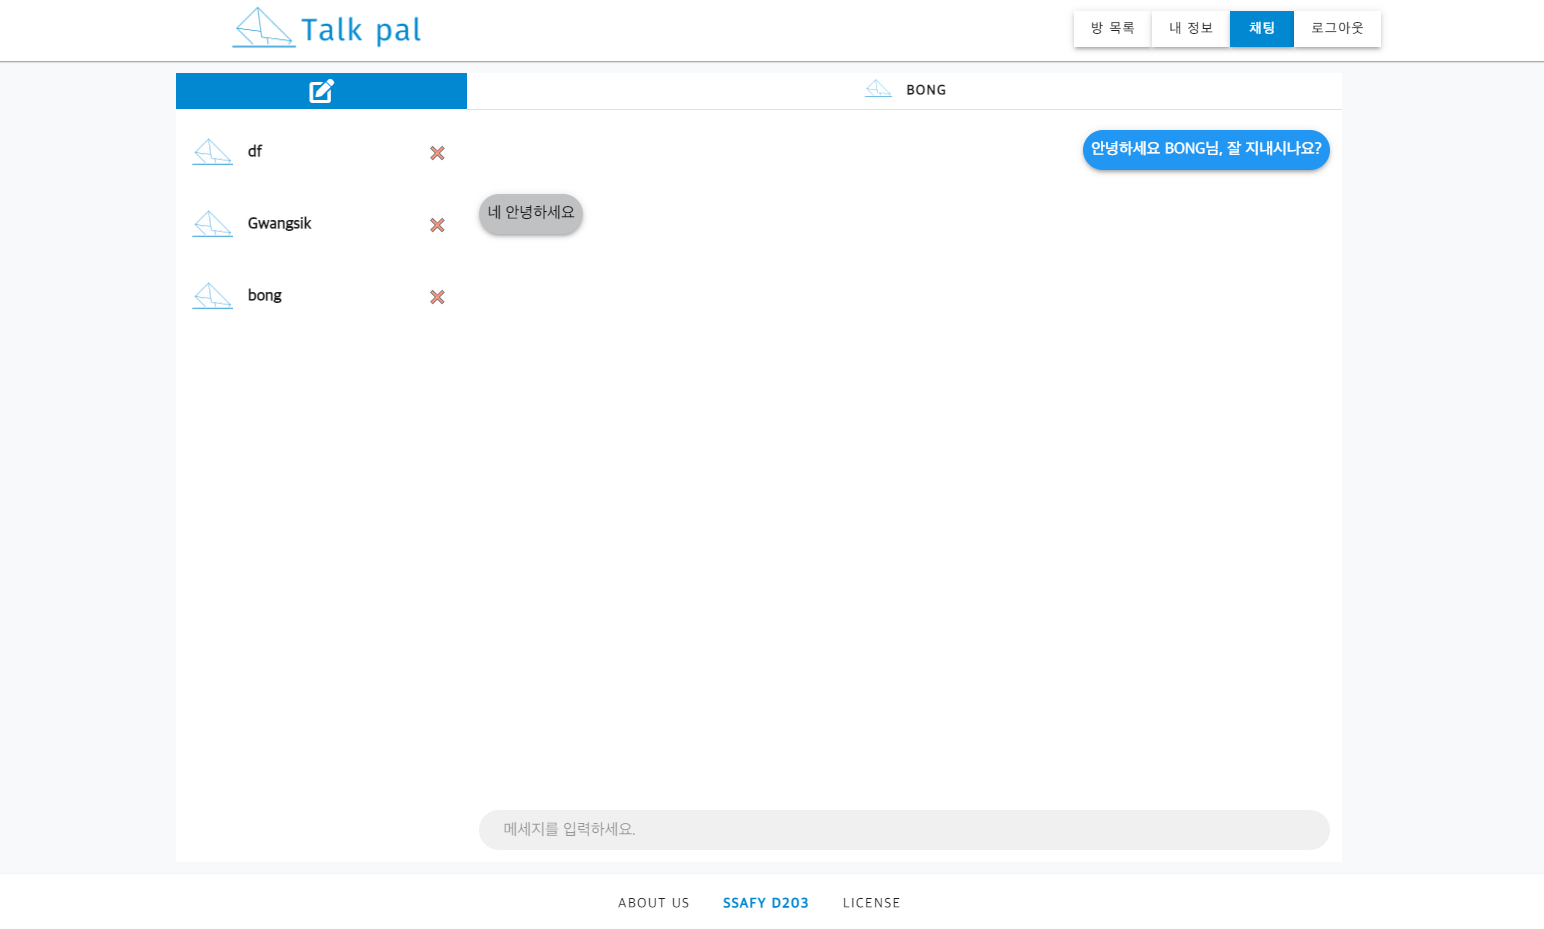 Talk pal
방 목록
내 정보
채팅
로그아웃
BONG
df
Gwangsik
bong
안녕하세요 BONG님, 잘 지내시나요?
네 안녕하세요
메세지를 입력하세요.
ABOUT US
SSAFY D203
LICENSE